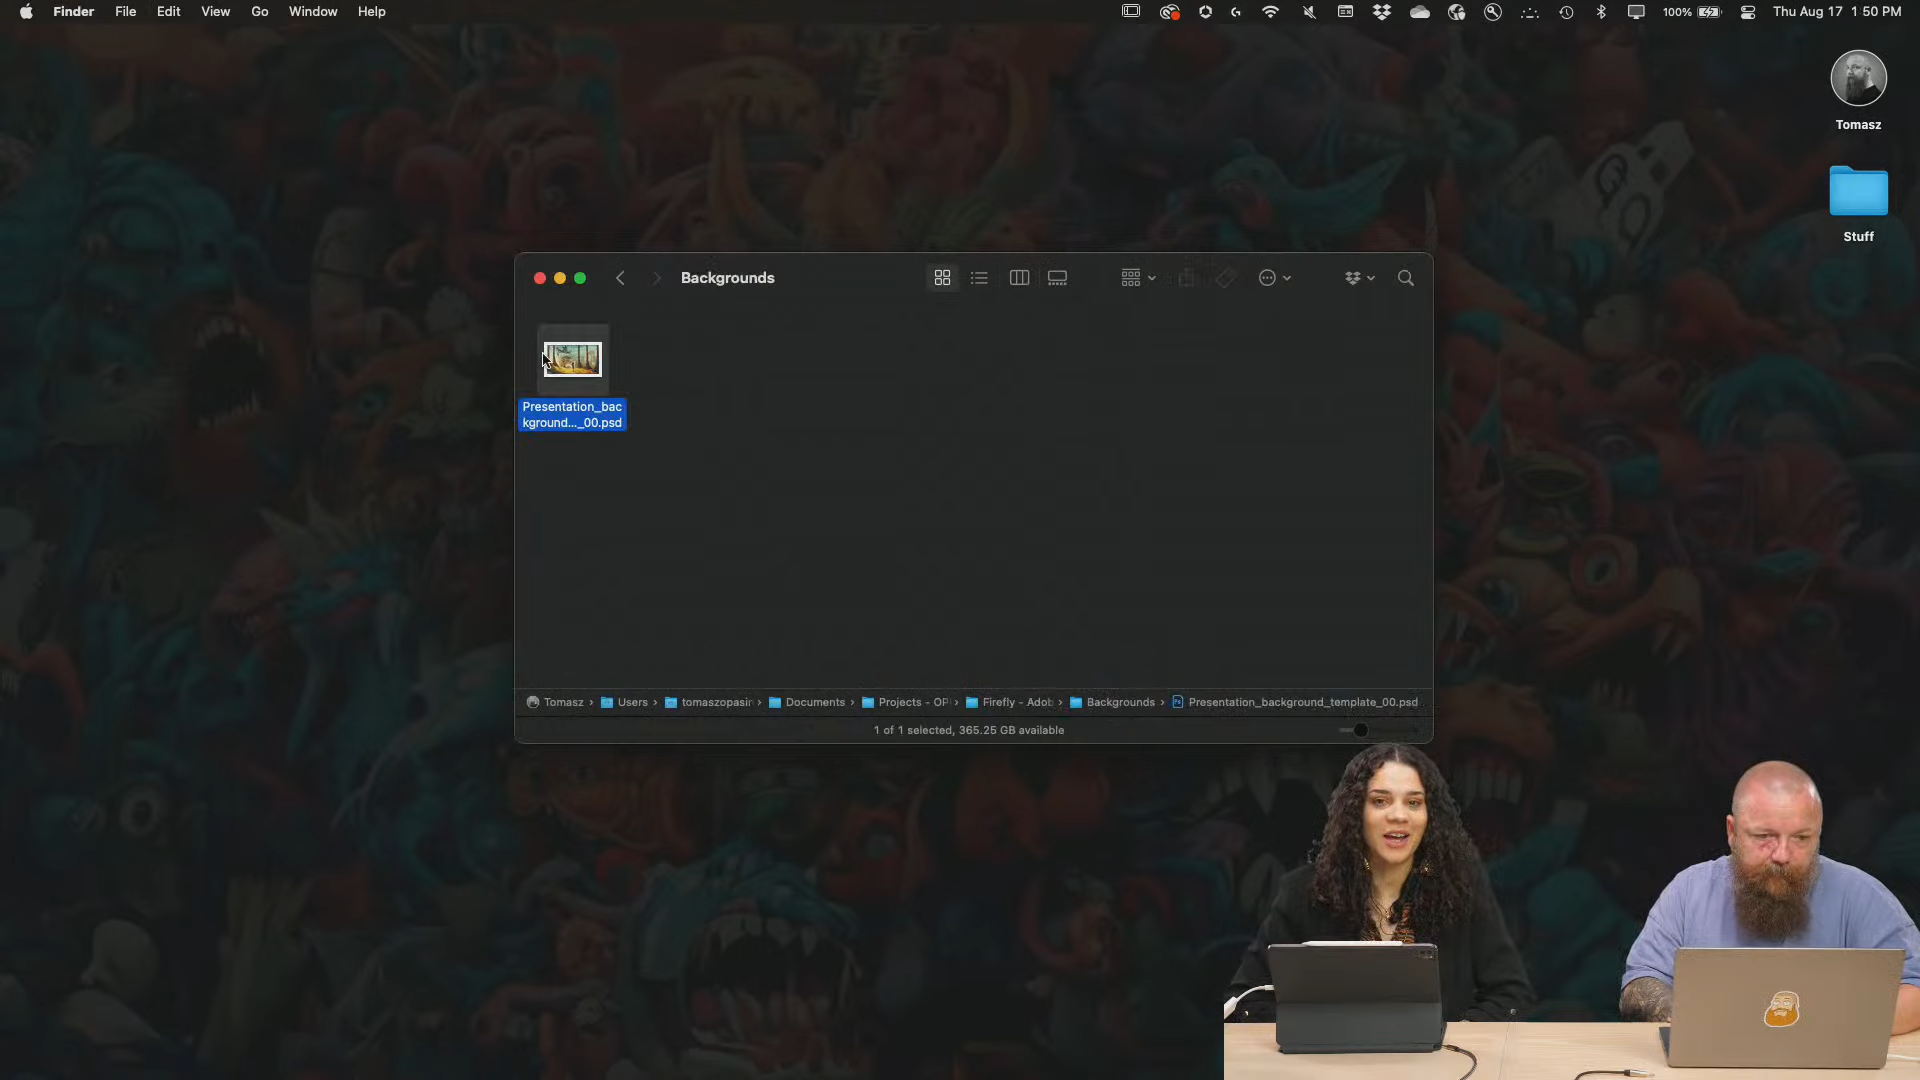 Finder File Edit View Go Window Help
100% Thu Aug 17 1:50 PM
Tomasz
Stuff
Backgrounds
Presentation_bac
kground..._00.psd
Tomasz › Users › tomaszopasin › Documents › Projects - OP › Firefly - Adob › Backgrounds › Presentation_background_template_00.psd
1 of 1 selected, 365.25 GB available